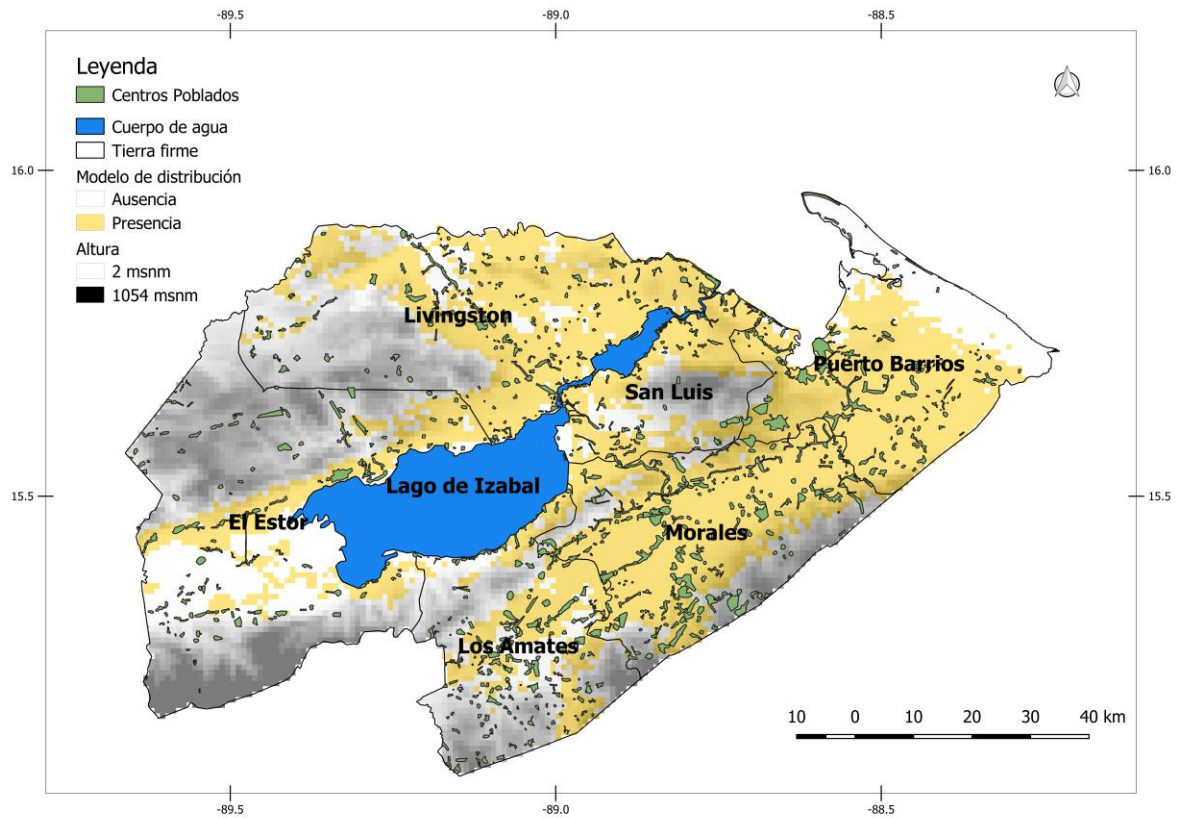 -89.5
-89.0
-88.5
Leyenda
Centros Poblados
Cuerpo de agua
Tierra firme
Modelo de distribución
Ausencia
Presencia
Altura
2 msnm
1054 msnm
16.0
16.0
Livingston
Puerto Barrios
San Luis
Lago de Izabal
15.5
15.5
El Estor
Morales
Los Amates
10 0 10 20 30 40 km
-89.5
-89.0
-88.5